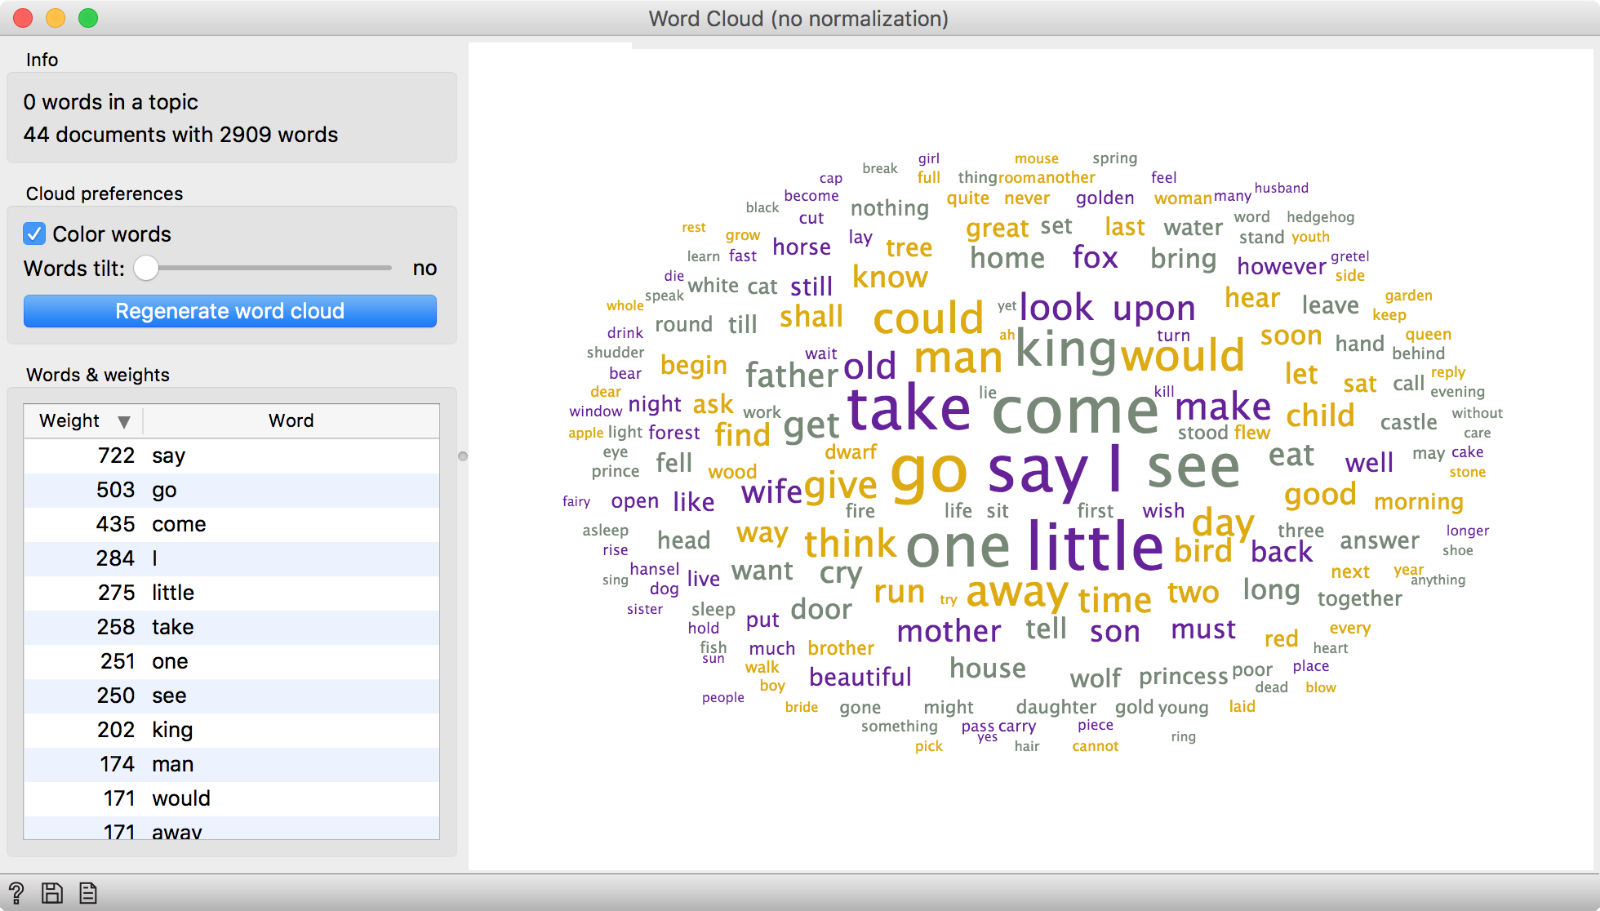 Word Cloud (no normalization)
Info
0 words in a topic
44 documents with 2909 words
Cloud preferences
Color words
Words tilt: no
Regenerate word cloud
Words & weights
Weight Word
722 say
503 go
435 come
284 I
275 little
258 take
251 one
250 see
202 king
174 man
171 would
171 away
girl mouse spring
break
cap full thing room another feel
become quite never golden woman many husband
black cut nothing great set last water word hedgehog
rest grow horse lay tree stand youth
learn fast home fox bring however gretel
die white cat still know side
whole speak shall could yet look upon hear leave garden
drink round till ah turn soon keep
shudder wait man king would hand queen
bear begin father old let behind
dear lie kill sat call reply
window night ask work take come make child evening
apple light forest find get stood flew castle without
eye dwarf care
prince fell wood go say I see eat well may cake
fairy open like wife give good morning stone
fire life sit first wish
asleep way day three longer
rise head think one little bird back answer shoe
sing hansel live want cry next year anything
dog run try away time two long together
sister sleep put door
hold mother tell son must red every
fish much brother heart
sun walk house poor place
boy beautiful wolf princess dead blow
people bride gone might daughter gold young laid
something pass carry piece
yes ring
pick hair cannot